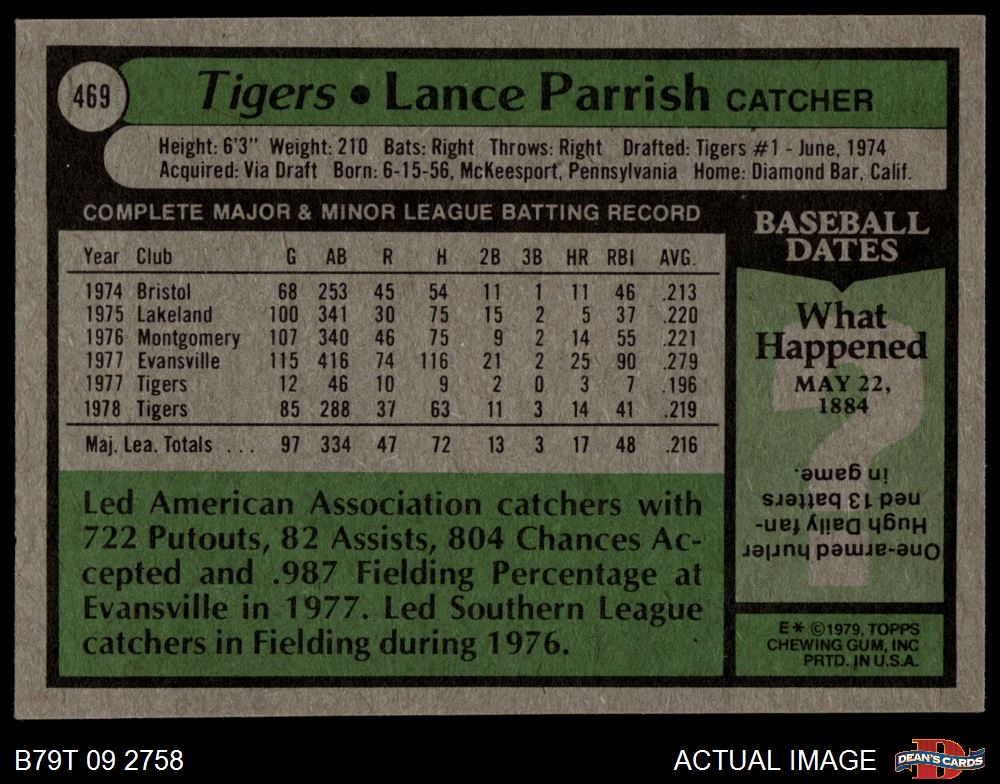 469
Tigers • Lance Parrish CATCHER
Height: 6'3" Weight: 210 Bats: Right Throws: Right Drafted: Tigers #1 - June, 1974
Acquired: Via Draft Born: 6-15-56, McKeesport, Pennsylvania Home: Diamond Bar, Calif.
COMPLETE MAJOR & MINOR LEAGUE BATTING RECORD
Year Club G AB R H 2B 3B HR RBI AVG.
1974 Bristol 68 253 45 54 11 1 11 46 .213
1975 Lakeland 100 341 30 75 15 2 5 37 .220
1976 Montgomery 107 340 46 75 9 2 14 55 .221
1977 Evansville 115 416 74 116 21 2 25 90 .279
1977 Tigers 12 46 10 9 2 0 3 7 .196
1978 Tigers 85 288 37 63 11 3 14 41 .219
Maj. Lea. Totals . . . 97 334 47 72 13 3 17 48 .216
Led American Association catchers with
722 Putouts, 82 Assists, 804 Chances Ac-
cepted and .987 Fielding Percentage at
Evansville in 1977. Led Southern League
catchers in Fielding during 1976.
BASEBALL
DATES
What
Happened
MAY 22,
1884
?
One-armed hurler
Hugh Daily fan-
ned 13 batters
in game.
E* ©1979, TOPPS
CHEWING GUM, INC
PRTD. IN U.S.A.
B79T 09 2758
ACTUAL IMAGE
D
DEAN'S CARDS